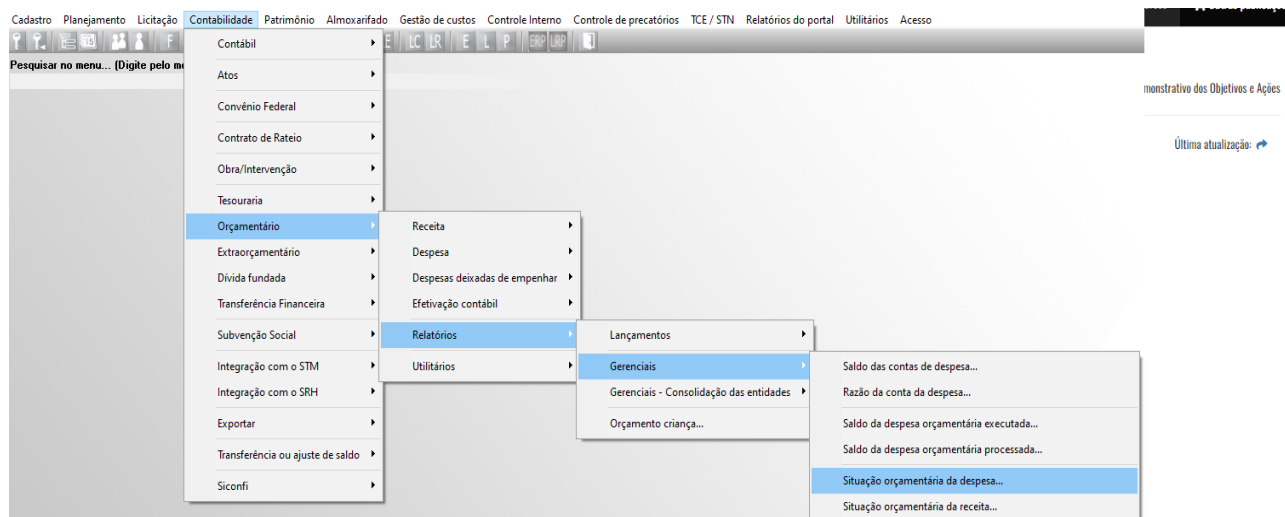 Cadastro Planejamento Licitação Contabilidade Patrimônio Almoxarifado Gestão de custos Controle Interno Controle de precatórios TCE / STN Relatórios do portal Utilitários Acesso
F E LC LR E L P ERP LRP
Pesquisar no menu... (Digite pelo me
Contábil
Atos
Convênio Federal
Contrato de Rateio
Obra/Intervenção
Tesouraria
Orçamentário
Extraorçamentário
Dívida fundada
Transferência Financeira
Subvenção Social
Integração com o STM
Integração com o SRH
Exportar
Transferência ou ajuste de saldo
Siconfi
Receita
Despesa
Despesas deixadas de empenhar
Efetivação contábil
Relatórios
Utilitários
Lançamentos
Gerenciais
Gerenciais - Consolidação das entidades
Orçamento criança...
Saldo das contas de despesa...
Razão da conta da despesa...
Saldo da despesa orçamentária executada...
Saldo da despesa orçamentária processada...
Situação orçamentária da despesa...
Situação orçamentária da receita...
monstrativo dos Objetivos e Ações
Última atualização: